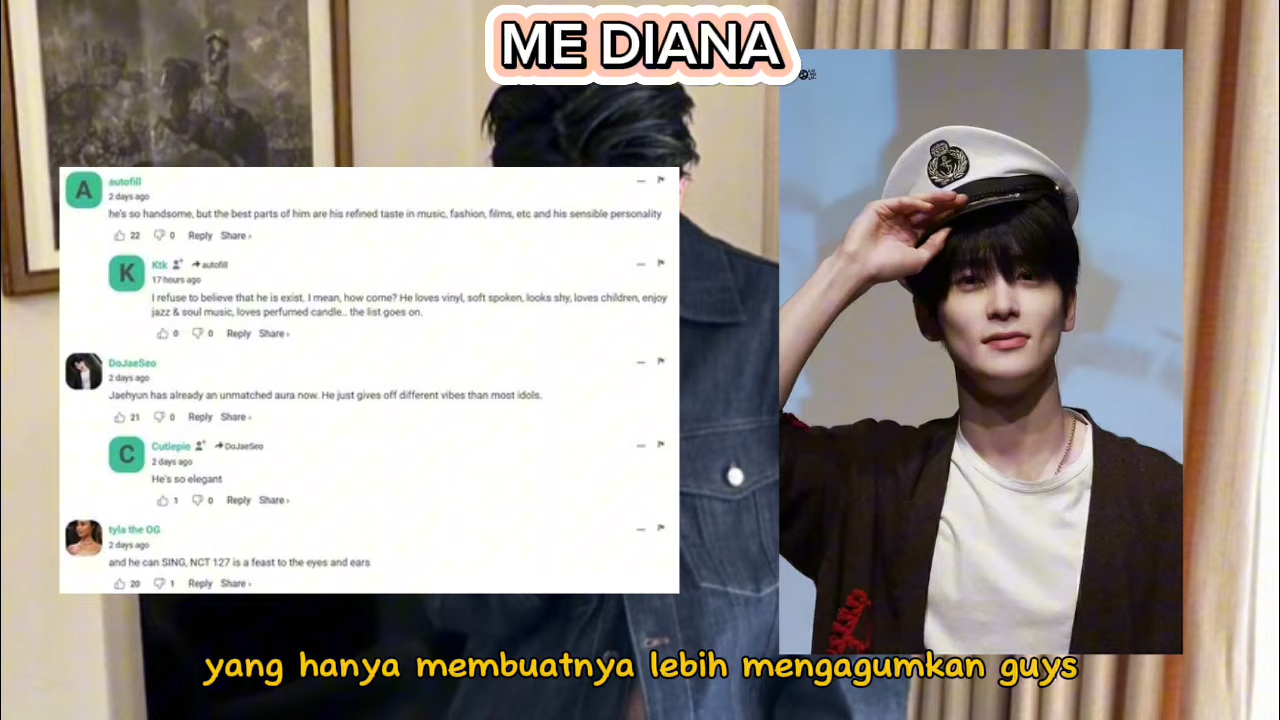 ME DIANA
A
autofill
2 days ago
he's so handsome, but the best parts of him are his refined taste in music, fashion, films, etc and his sensible personality
22 0 Reply Share ›
K
Ktk autofill
17 hours ago
I refuse to believe that he is exist. I mean, how come? He loves vinyl, soft spoken, looks shy, loves children, enjoy
jazz & soul music, loves perfumed candle.. the list goes on.
0 0 Reply Share ›
DoJaeSeo
2 days ago
Jaehyun has already an unmatched aura now. He just gives off different vibes than most idols.
21 0 Reply Share ›
C
Cutiepie DoJaeSeo
2 days ago
He's so elegant
1 0 Reply Share ›
tyla the OG
2 days ago
and he can SING, NCT 127 is a feast to the eyes and ears
20 1 Reply Share ›
yang hanya membuatnya lebih mengagumkan guys